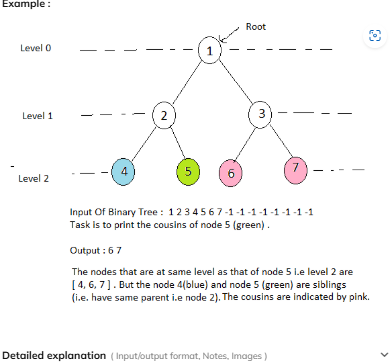 Example :
Root
Level 0
1
Level 1
2
3
Level 2
4
5
6
7
Input Of Binary Tree : 1 2 3 4 5 6 7 -1 -1 -1 -1 -1 -1 -1 -1
Task is to print the cousins of node 5 (green) .
Output : 6 7
The nodes that are at same level as that of node 5 i.e level 2 are
[ 4, 6, 7 ] . But the node 4(blue) and node 5 (green) are siblings
(i.e. have same parent i.e node 2). The cousins are indicated by pink.
Detailed explanation ( Input/output format, Notes, Images )